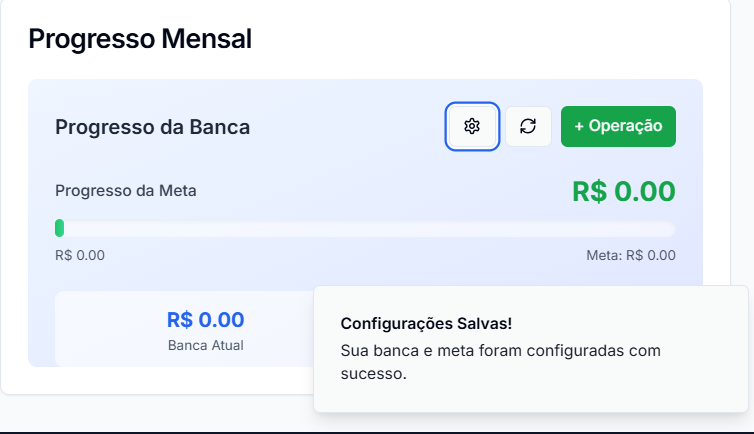 Progresso Mensal
Progresso da Banca
+ Operação
Progresso da Meta
R$ 0.00
R$ 0.00
Meta: R$ 0.00
R$ 0.00
Banca Atual
Configurações Salvas!
Sua banca e meta foram configuradas com
sucesso.